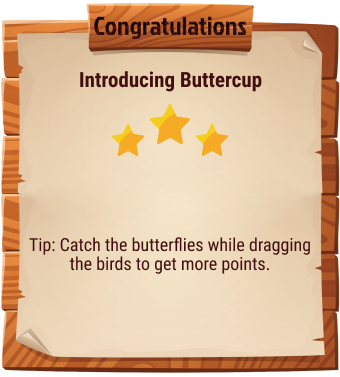 Congratulations
Introducing Buttercup
Tip: Catch the butterflies while dragging
the birds to get more points.